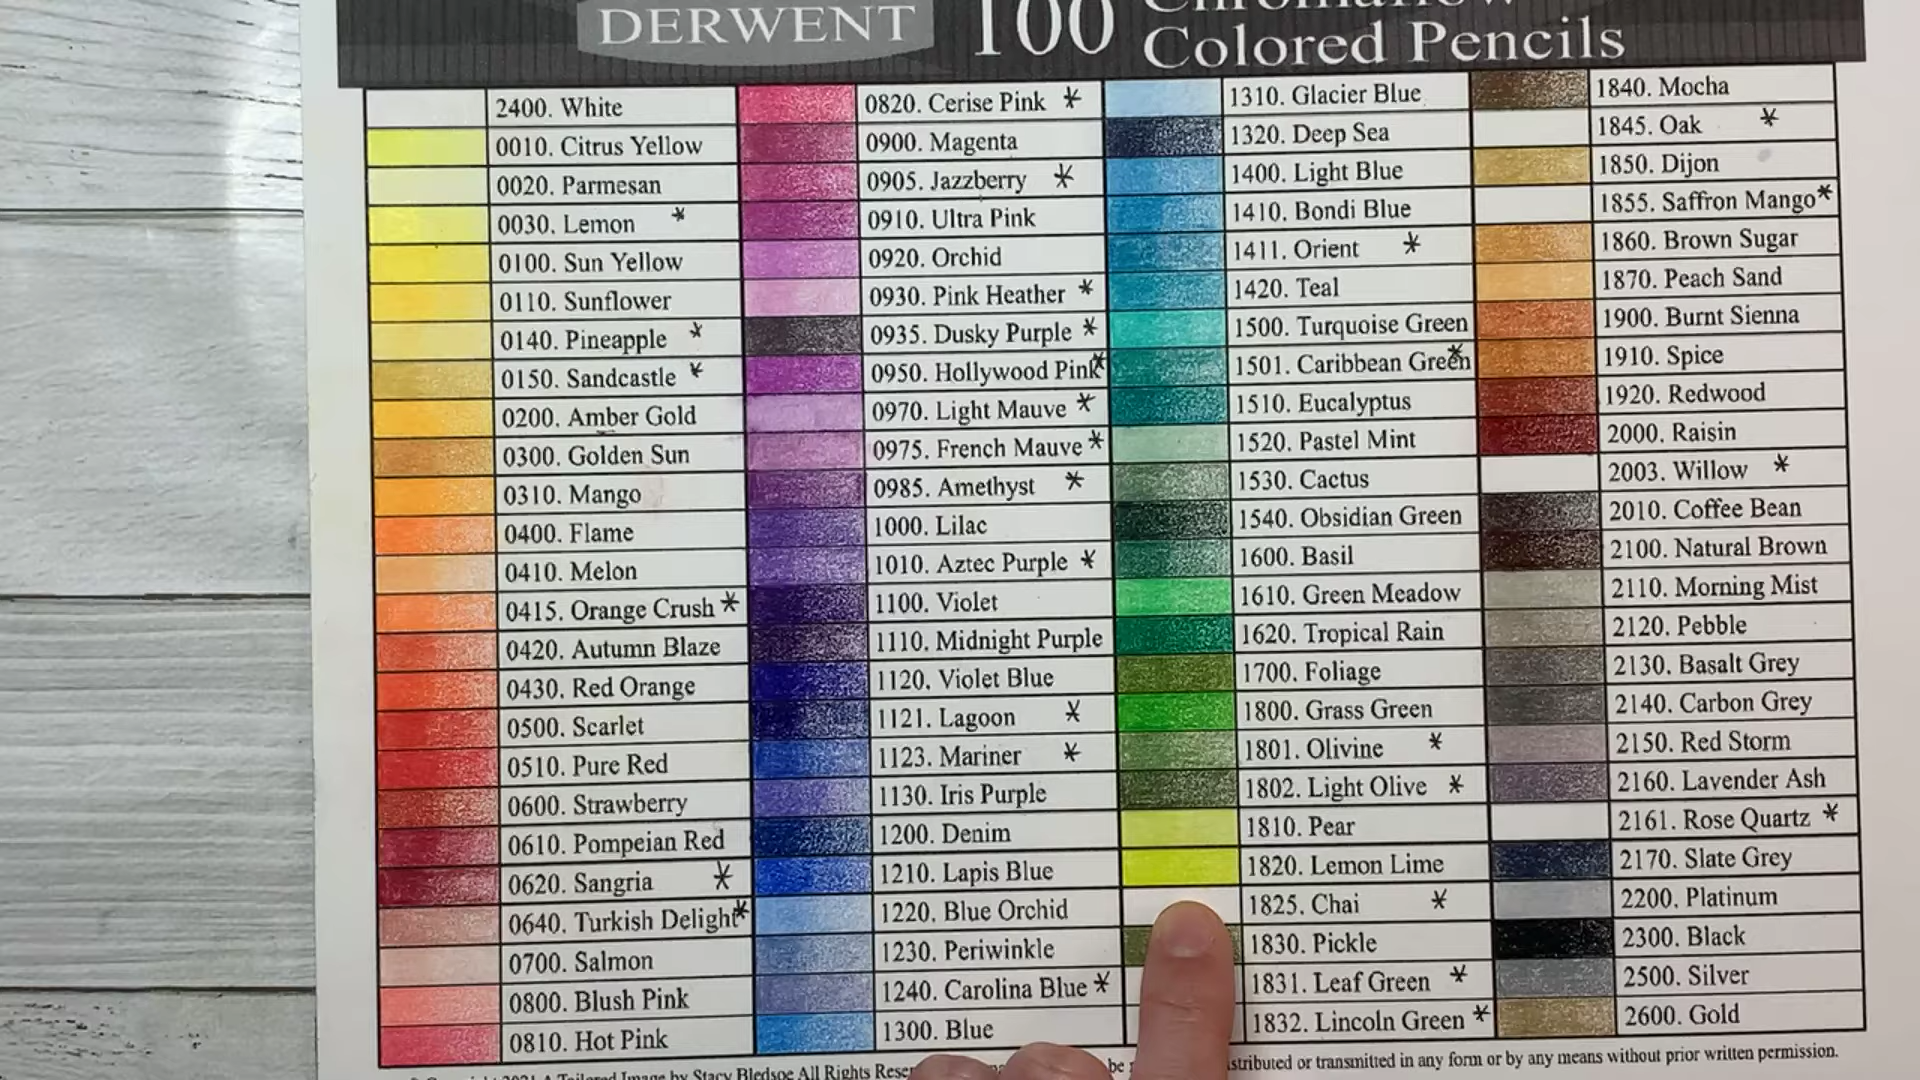 DERWENT 100 Colored Pencils
2400. White
0010. Citrus Yellow
0020. Parmesan
0030. Lemon *
0100. Sun Yellow
0110. Sunflower
0140. Pineapple *
0150. Sandcastle *
0200. Amber Gold
0300. Golden Sun
0310. Mango
0400. Flame
0410. Melon
0415. Orange Crush *
0420. Autumn Blaze
0430. Red Orange
0500. Scarlet
0510. Pure Red
0600. Strawberry
0610. Pompeian Red
0620. Sangria *
0640. Turkish Delight *
0700. Salmon
0800. Blush Pink
0810. Hot Pink
0820. Cerise Pink *
0900. Magenta
0905. Jazzberry *
0910. Ultra Pink
0920. Orchid
0930. Pink Heather *
0935. Dusky Purple *
0950. Hollywood Pink *
0970. Light Mauve *
0975. French Mauve *
0985. Amethyst *
1000. Lilac
1010. Aztec Purple *
1100. Violet
1110. Midnight Purple
1120. Violet Blue
1121. Lagoon *
1123. Mariner *
1130. Iris Purple
1200. Denim
1210. Lapis Blue
1220. Blue Orchid
1230. Periwinkle
1240. Carolina Blue *
1300. Blue
1310. Glacier Blue
1320. Deep Sea
1400. Light Blue
1410. Bondi Blue
1411. Orient *
1420. Teal
1500. Turquoise Green
1501. Caribbean Green *
1510. Eucalyptus
1520. Pastel Mint
1530. Cactus
1540. Obsidian Green
1600. Basil
1610. Green Meadow
1620. Tropical Rain
1700. Foliage
1800. Grass Green
1801. Olivine *
1802. Light Olive *
1810. Pear
1820. Lemon Lime
1825. Chai *
1830. Pickle
1831. Leaf Green *
1832. Lincoln Green *
1840. Mocha
1845. Oak *
1850. Dijon
1855. Saffron Mango *
1860. Brown Sugar
1870. Peach Sand
1900. Burnt Sienna
1910. Spice
1920. Redwood
2000. Raisin
2003. Willow *
2010. Coffee Bean
2100. Natural Brown
2110. Morning Mist
2120. Pebble
2130. Basalt Grey
2140. Carbon Grey
2150. Red Storm
2160. Lavender Ash
2161. Rose Quartz *
2170. Slate Grey
2200. Platinum
2300. Black
2500. Silver
2600. Gold
2021 A Tailored Image by Stacy Bledsoe All Rights be or transmitted in any form or by any means without prior written permission.